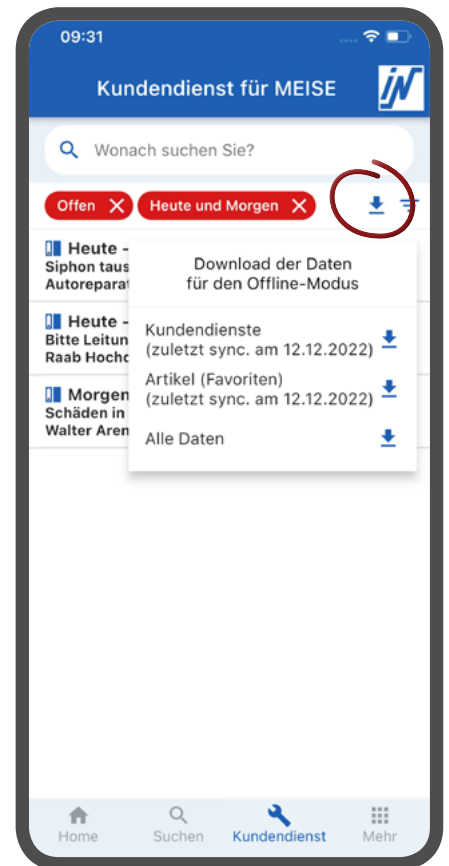 09:31
Kundendienst für MEISE
iN
Wonach suchen Sie?
Offen
Heute und Morgen
Heute -
Siphon taus
Autoreparat
Heute -
Bitte Leitun
Raab Hochd
Morgen
Schäden in
Walter Aren
Download der Daten
für den Offline-Modus
Kundendienste
(zuletzt sync. am 12.12.2022)
Artikel (Favoriten)
(zuletzt sync. am 12.12.2022)
Alle Daten
Home Suchen Kundendienst Mehr